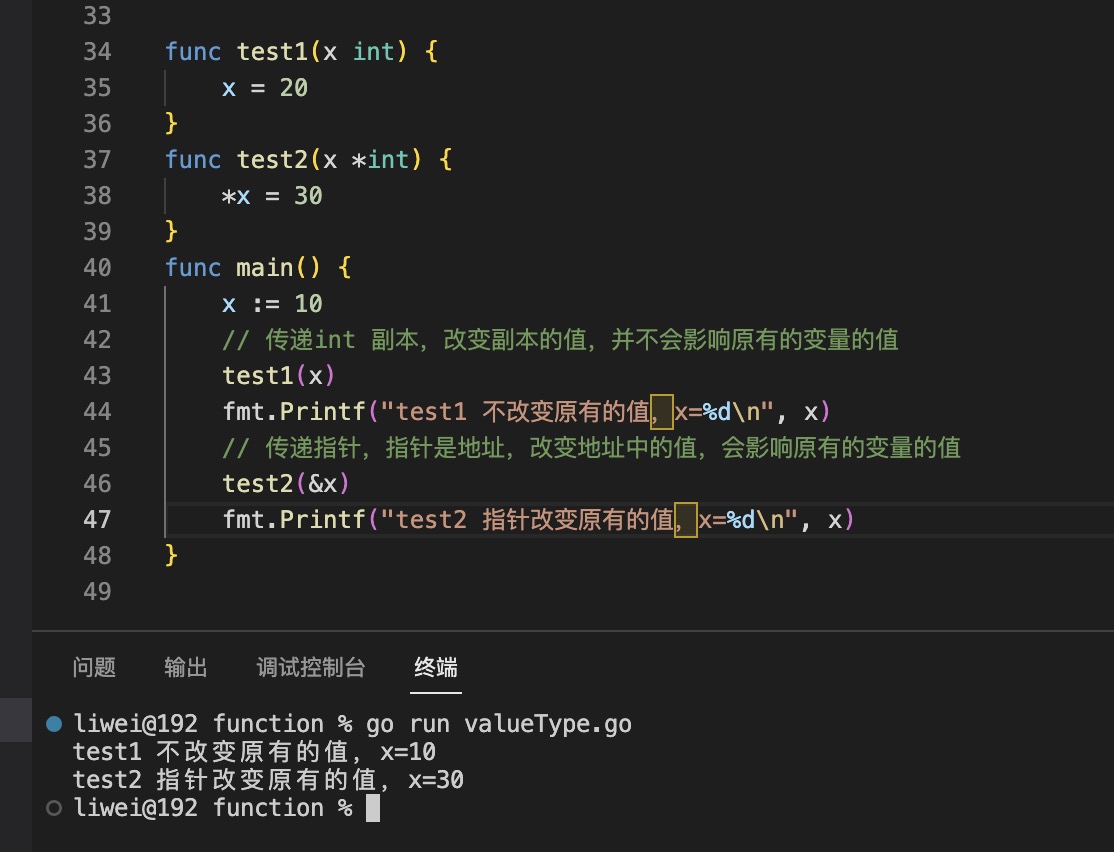 33
34 func test1(x int) {
35 x = 20
36 }
37 func test2(x *int) {
38 *x = 30
39 }
40 func main() {
41 x := 10
42 // 传递int 副本，改变副本的值，并不会影响原有的变量的值
43 test1(x)
44 fmt.Printf("test1 不改变原有的值，x=%d\n", x)
45 // 传递指针，指针是地址，改变地址中的值，会影响原有的变量的值
46 test2(&x)
47 fmt.Printf("test2 指针改变原有的值，x=%d\n", x)
48 }
49
问题 输出 调试控制台 终端
liwei@192 function % go run valueType.go
test1 不改变原有的值，x=10
test2 指针改变原有的值，x=30
liwei@192 function %